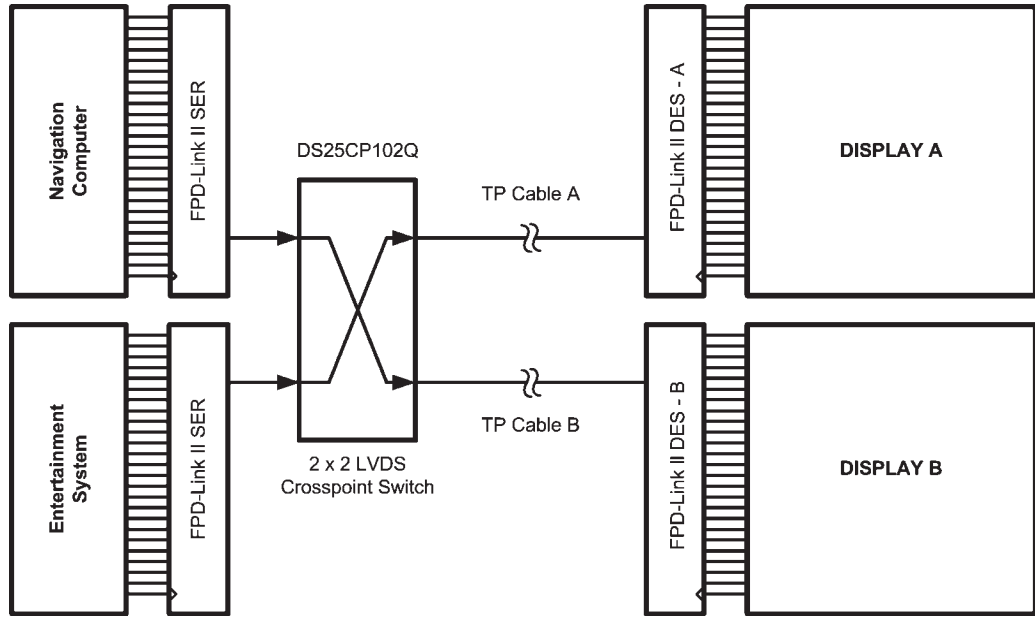 Navigation
Computer
FPD-Link II SER
DS25CP102Q
TP Cable A
FPD-Link II DES - A
DISPLAY A
Entertainment
System
FPD-Link II SER
2 x 2 LVDS
Crosspoint Switch
TP Cable B
FPD-Link II DES - B
DISPLAY B